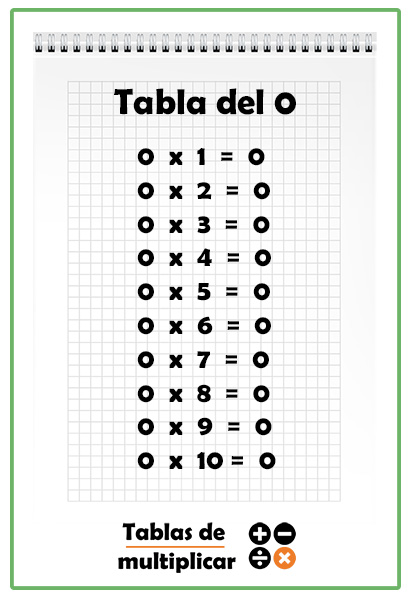 Tabla del 0
0 x 1 = 0
0 x 2 = 0
0 x 3 = 0
0 x 4 = 0
0 x 5 = 0
0 x 6 = 0
0 x 7 = 0
0 x 8 = 0
0 x 9 = 0
0 x 10 = 0
Tablas de
multiplicar